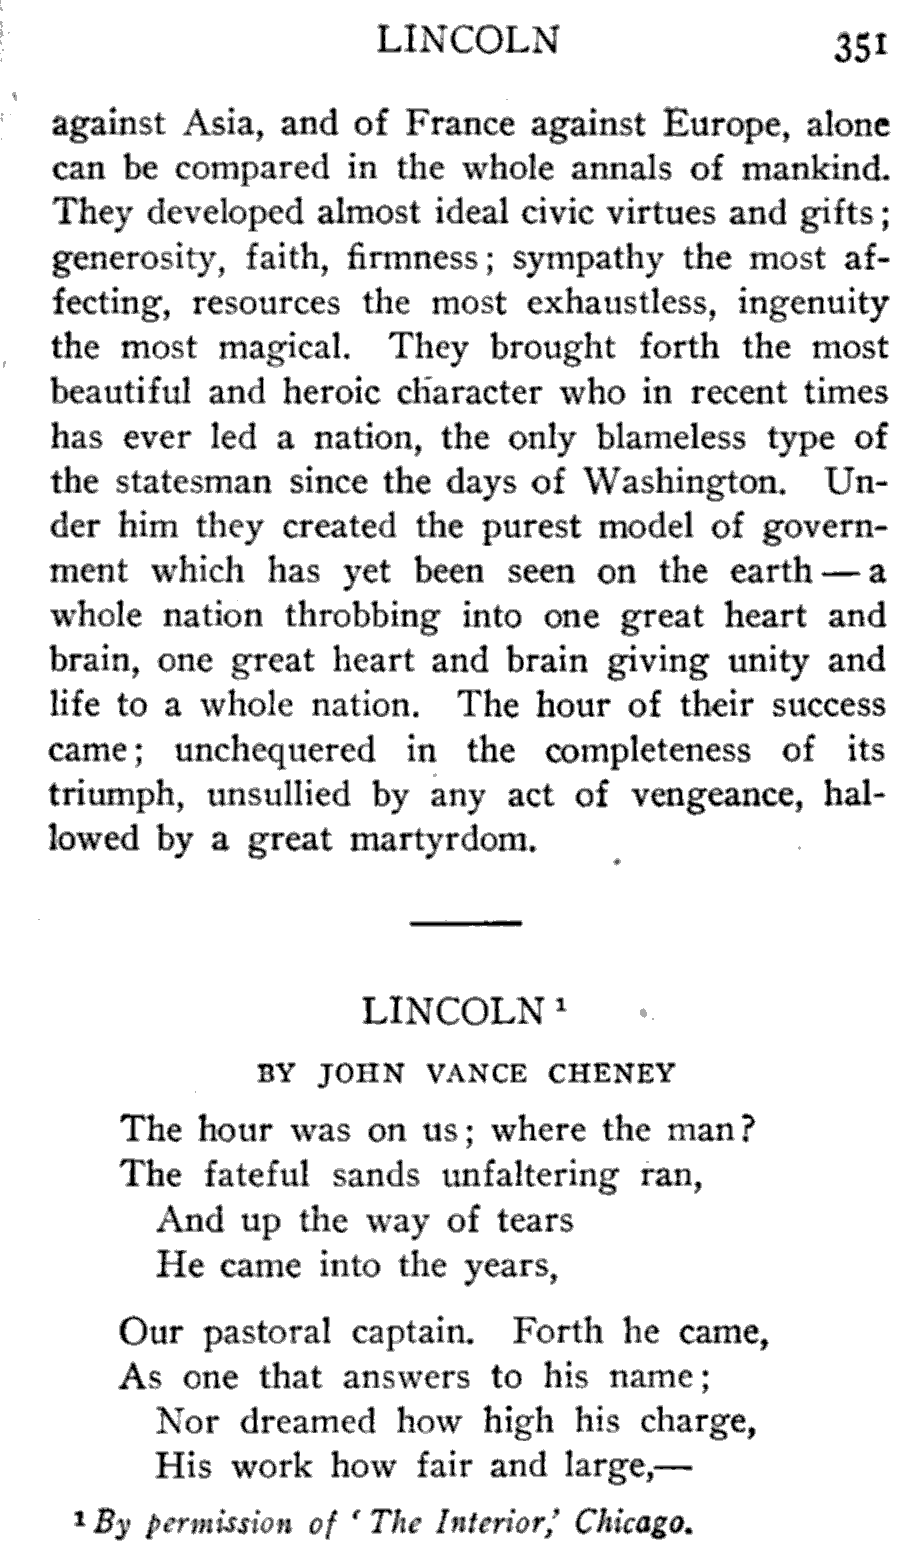 LINCOLN 351
against Asia, and of France against Europe, alone
can be compared in the whole annals of mankind.
They developed almost ideal civic virtues and gifts;
generosity, faith, firmness; sympathy the most af-
fecting, resources the most exhaustless, ingenuity
the most magical. They brought forth the most
beautiful and heroic character who in recent times
has ever led a nation, the only blameless type of
the statesman since the days of Washington. Un-
der him they created the purest model of govern-
ment which has yet been seen on the earth — a
whole nation throbbing into one great heart and
brain, one great heart and brain giving unity and
life to a whole nation. The hour of their success
came; unchequered in the completeness of its
triumph, unsullied by any act of vengeance, hal-
lowed by a great martyrdom.
LINCOLN ¹
BY JOHN VANCE CHENEY
The hour was on us; where the man?
The fateful sands unfaltering ran,
And up the way of tears
He came into the years,
Our pastoral captain. Forth he came,
As one that answers to his name;
Nor dreamed how high his charge,
His work how fair and large,—
¹ By permission of ‘ The Interior,’ Chicago.